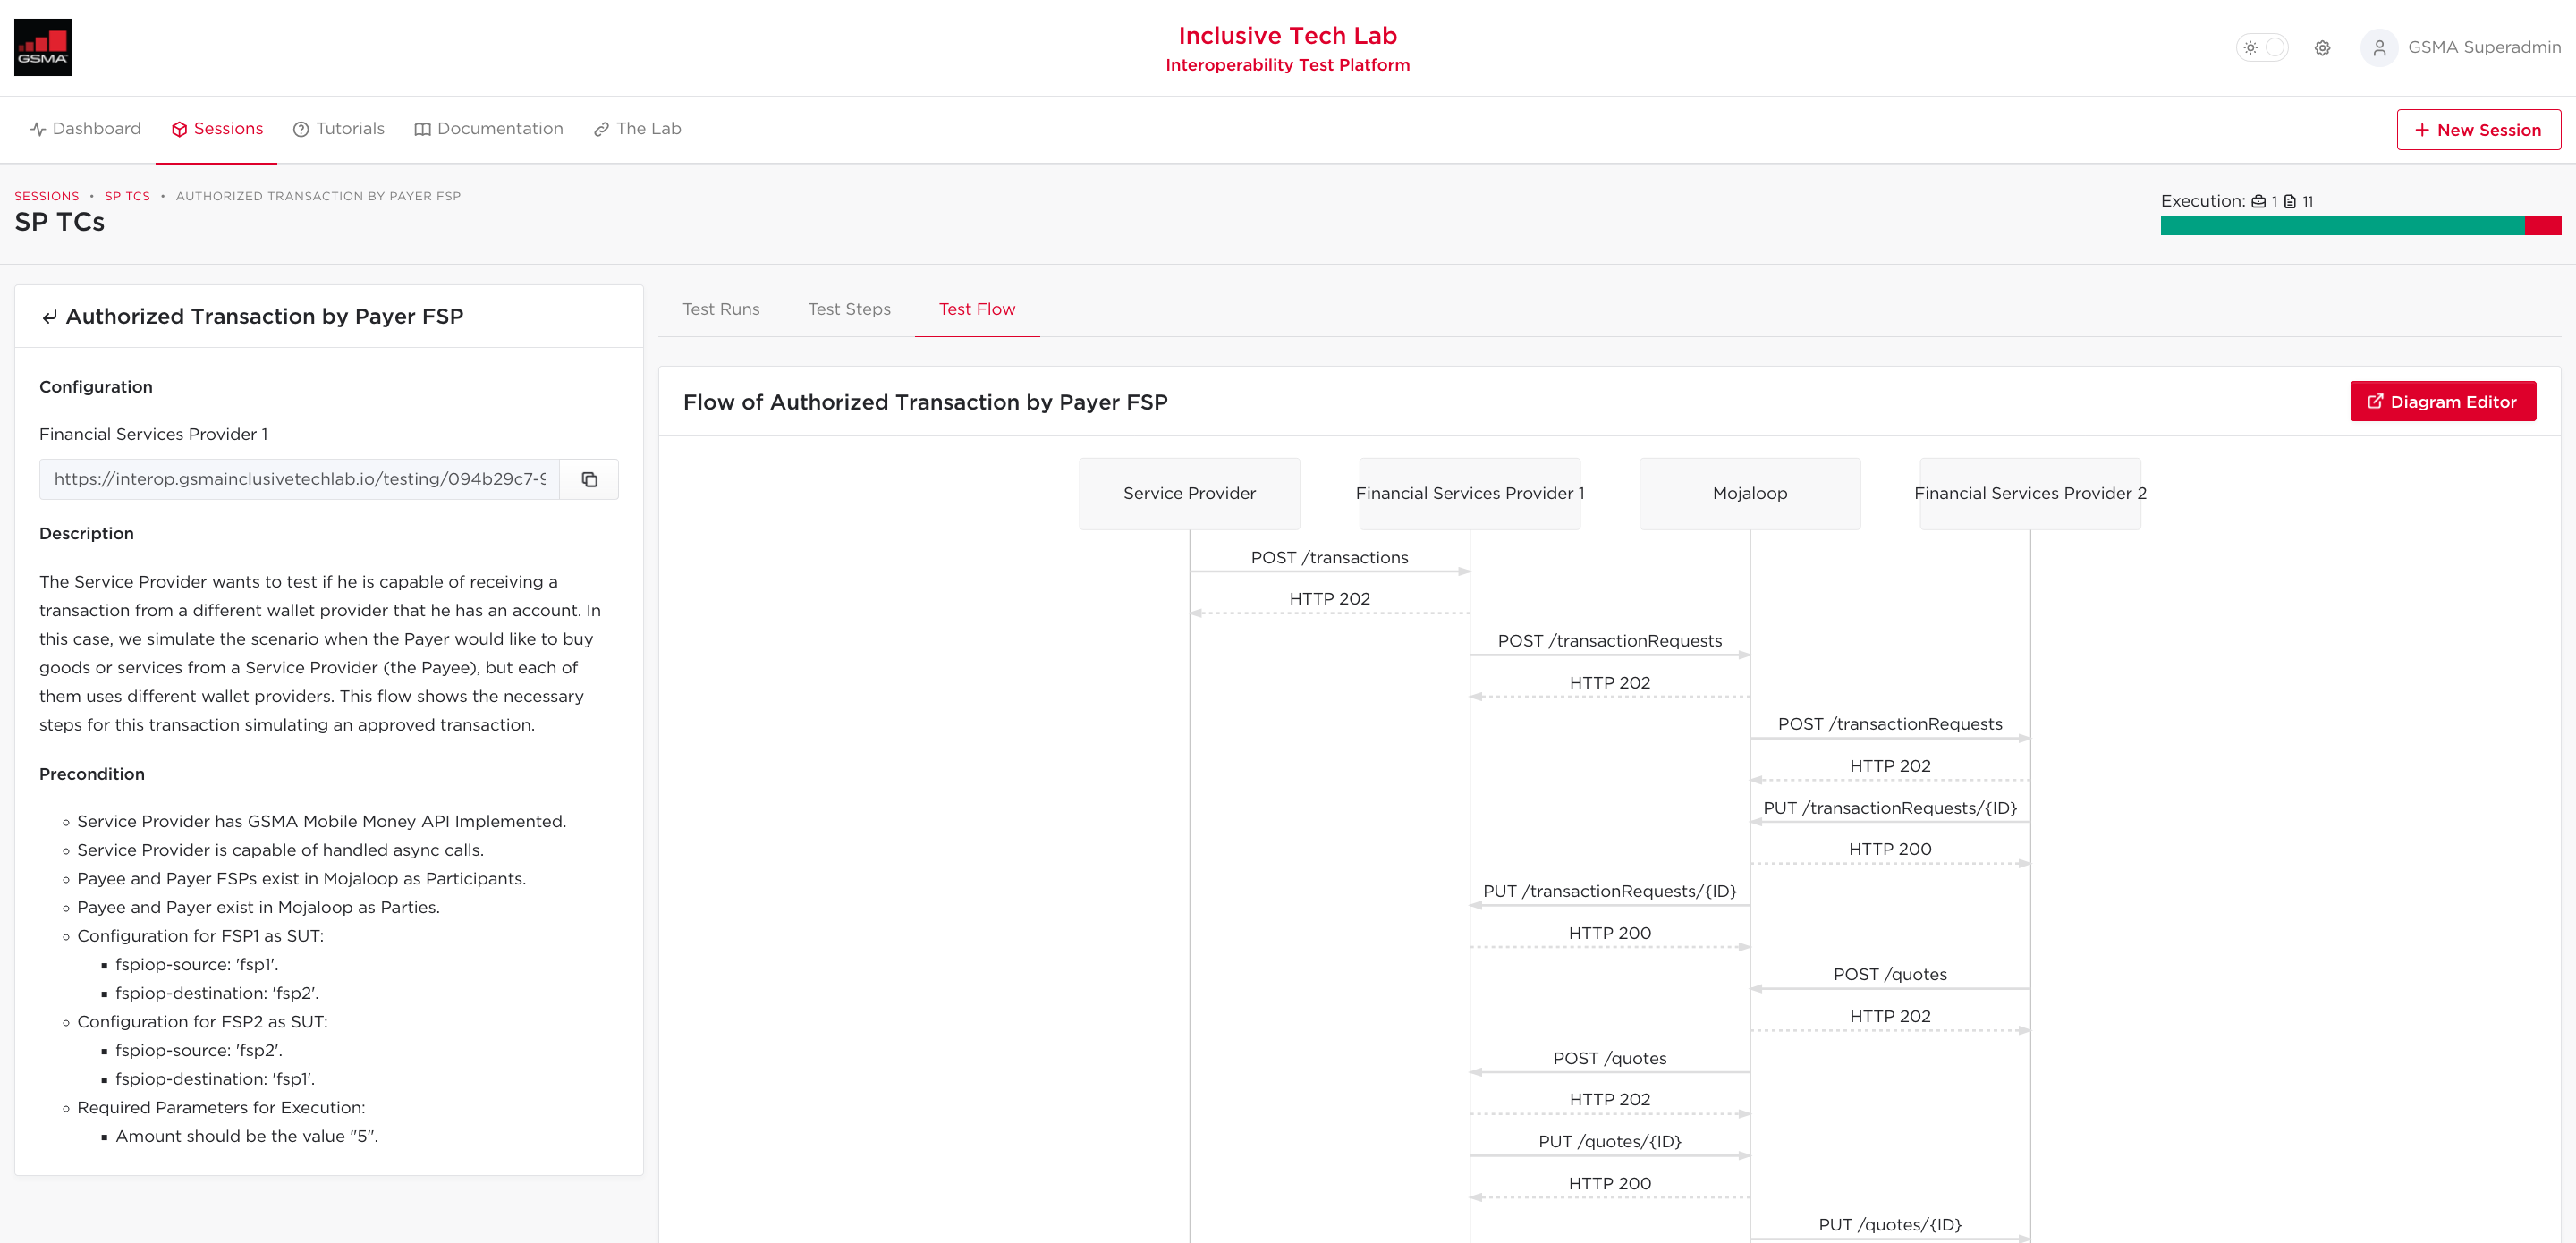 GSMA
Inclusive Tech Lab
Interoperability Test Platform
GSMA Superadmin
Dashboard
Sessions
Tutorials
Documentation
The Lab
New Session
SESSIONS • SP TCS • AUTHORIZED TRANSACTION BY PAYER FSP
SP TCs
Execution: 1 11
Authorized Transaction by Payer FSP
Configuration
Financial Services Provider 1
https://interop.gsmainclusivetechlab.io/testing/094b29c7-9
Description
The Service Provider wants to test if he is capable of receiving a
transaction from a different wallet provider that he has an account. In
this case, we simulate the scenario when the Payer would like to buy
goods or services from a Service Provider (the Payee), but each of
them uses different wallet providers. This flow shows the necessary
steps for this transaction simulating an approved transaction.
Precondition
Service Provider has GSMA Mobile Money API Implemented.
Service Provider is capable of handled async calls.
Payee and Payer FSPs exist in Mojaloop as Participants.
Payee and Payer exist in Mojaloop as Parties.
Configuration for FSP1 as SUT:
fspiop-source: 'fsp1'.
fspiop-destination: 'fsp2'.
Configuration for FSP2 as SUT:
fspiop-source: 'fsp2'.
fspiop-destination: 'fsp1'.
Required Parameters for Execution:
Amount should be the value "5".
Test Runs
Test Steps
Test Flow
Flow of Authorized Transaction by Payer FSP
Diagram Editor
Service Provider
Financial Services Provider 1
Mojaloop
Financial Services Provider 2
POST /transactions
HTTP 202
POST /transactionRequests
HTTP 202
POST /transactionRequests
HTTP 202
PUT /transactionRequests/{ID}
HTTP 200
PUT /transactionRequests/{ID}
HTTP 200
POST /quotes
HTTP 202
POST /quotes
HTTP 202
PUT /quotes/{ID}
HTTP 200
PUT /quotes/{ID}